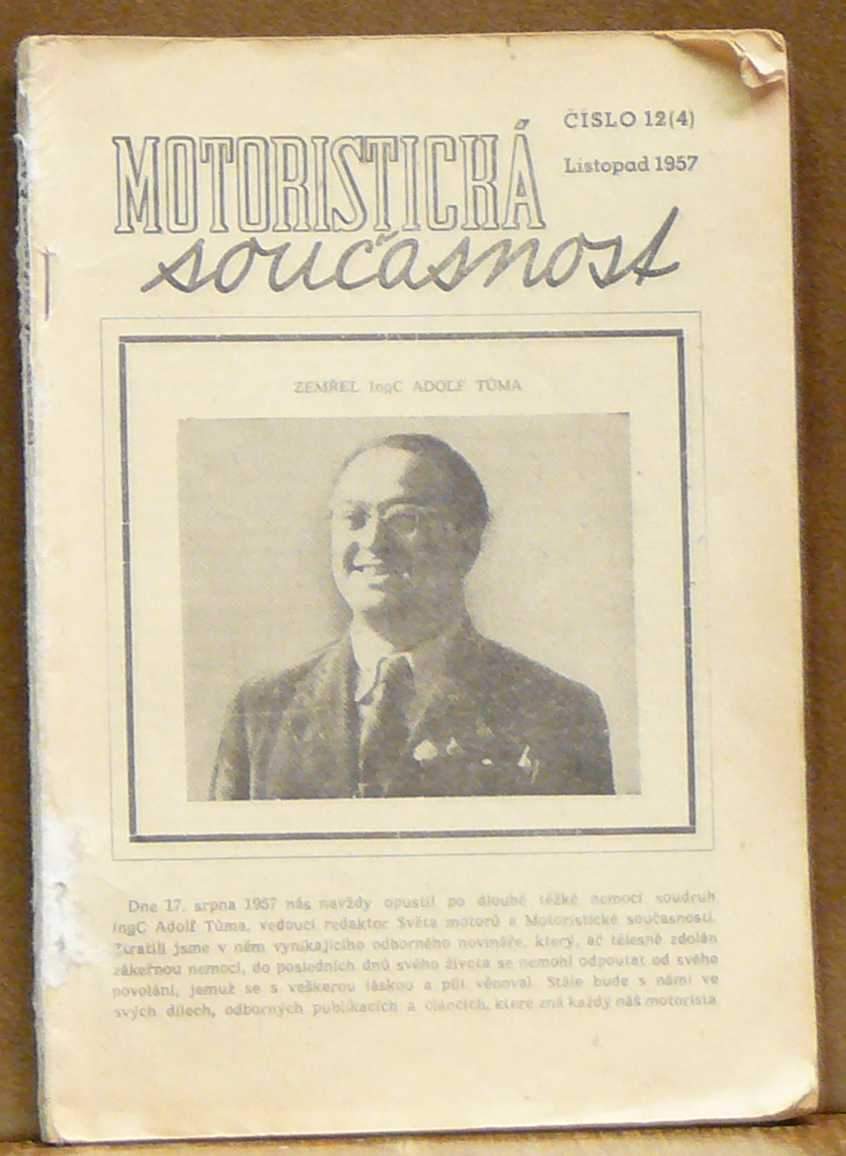 ČÍSLO 12(4)
Listopad 1957
MOTORISTICKÁ
současnost
ZEMŘEL IngC ADOLF TŮMA
Dne 17. srpna 1957 nás navždy opustil po dlouhé těžké nemoci soudruh
IngC Adolf Tůma, vedoucí redaktor Světa motorů a Motoristické současnosti.
Ztratili jsme v něm vynikajícího odborného novináře, který, ač tělesně zdolán
zákeřnou nemocí, do posledních dnů svého života se nemohl odpoutat od svého
povolání, jemuž se s veškerou láskou a pílí věnoval. Stále bude s námi ve
svých dílech, odborných publikacích a článcích, které zná každý náš motorista